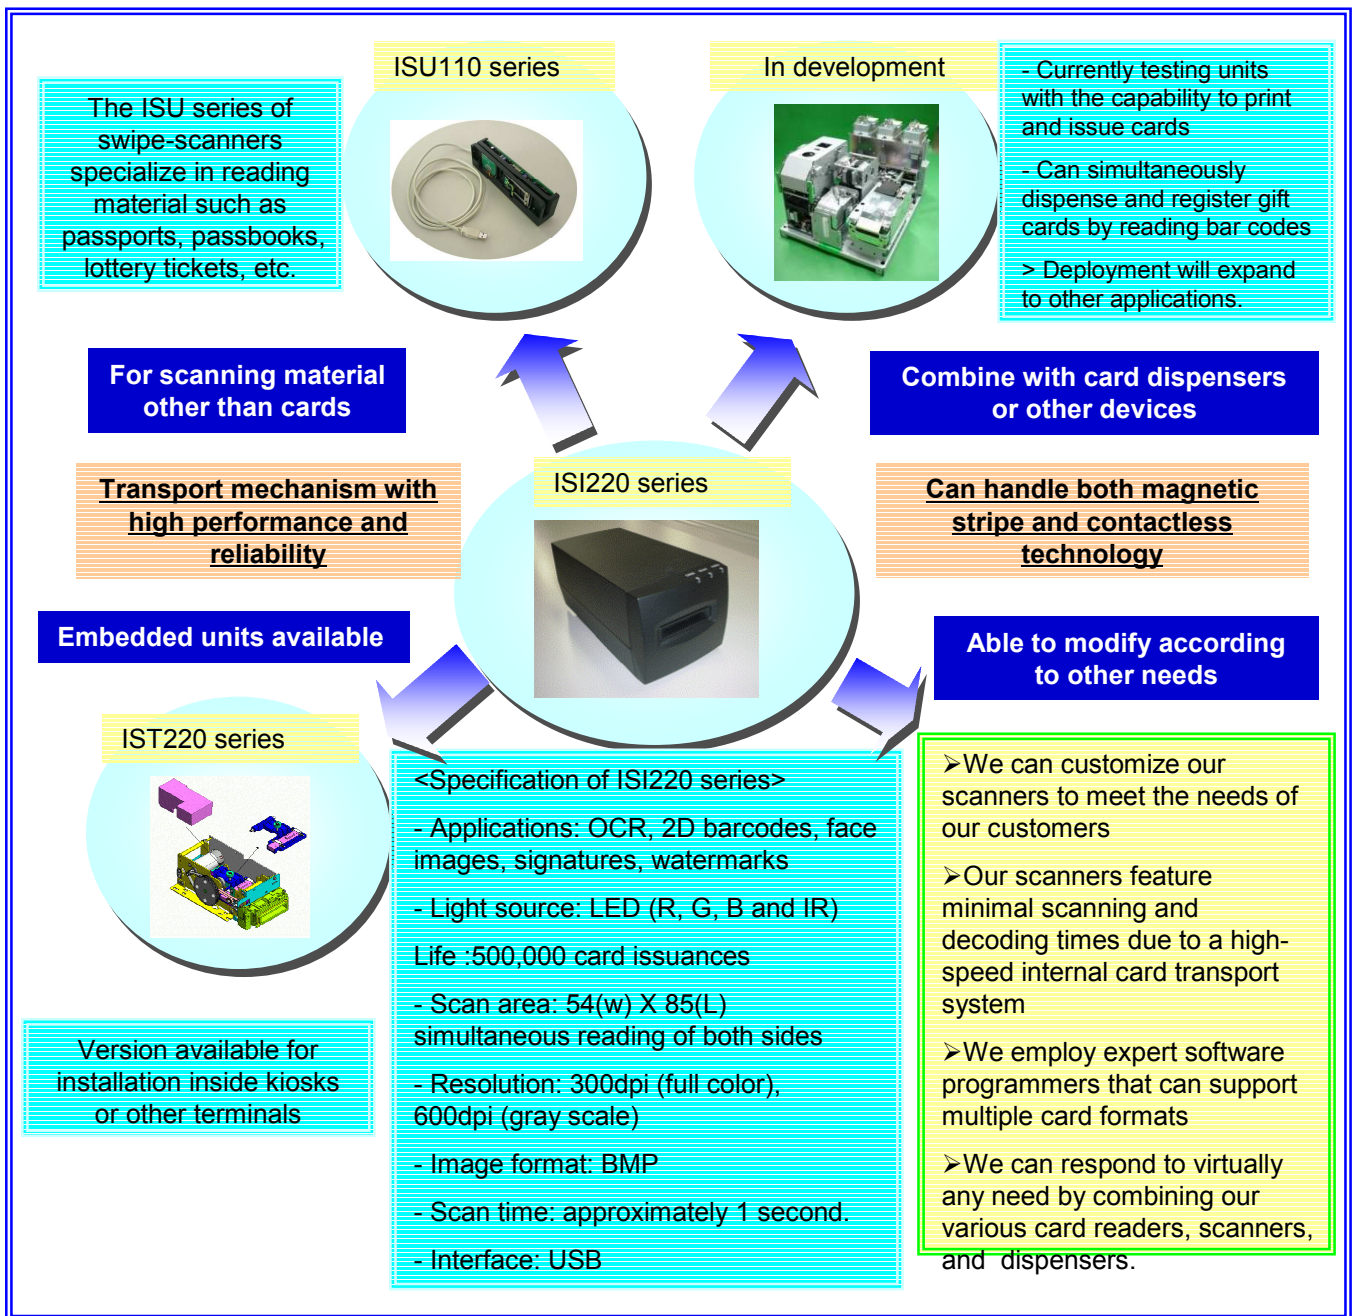 ISU110 series
In development
The ISU series of
swipe-scanners
specialize in reading
material such as
passports, passbooks,
lottery tickets, etc.
- Currently testing units
with the capability to print
and issue cards
- Can simultaneously
dispense and register gift
cards by reading bar codes
> Deployment will expand
to other applications.
For scanning material
other than cards
Combine with card dispensers
or other devices
Transport mechanism with
high performance and
reliability
ISI220 series
Can handle both magnetic
stripe and contactless
technology
Embedded units available
Able to modify according
to other needs
IST220 series
Version available for
installation inside kiosks
or other terminals
<Specification of ISI220 series>
- Applications: OCR, 2D barcodes, face
images, signatures, watermarks
- Light source: LED (R, G, B and IR)
Life :500,000 card issuances
- Scan area: 54(w) X 85(L)
simultaneous reading of both sides
- Resolution: 300dpi (full color),
600dpi (gray scale)
- Image format: BMP
- Scan time: approximately 1 second.
- Interface: USB
➢We can customize our
scanners to meet the needs of
our customers
➢Our scanners feature
minimal scanning and
decoding times due to a high-
speed internal card transport
system
➢We employ expert software
programmers that can support
multiple card formats
➢We can respond to virtually
any need by combining our
various card readers, scanners,
and dispensers.